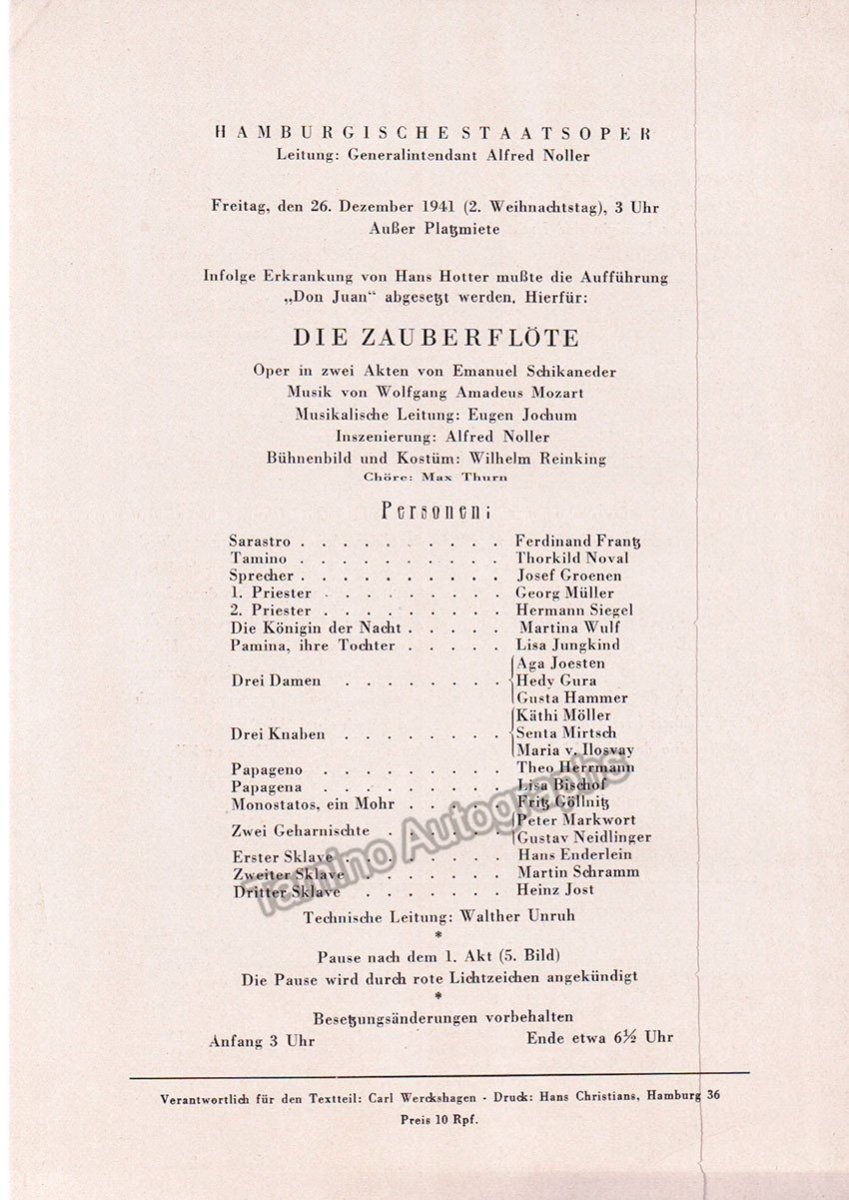 HAMBURGISCHE STAATSOPER
Leitung: Generalintendant Alfred Noller
Freitag, den 26. Dezember 1941 (2. Weihnachtstag), 3 Uhr
Außer Platzmiete
Infolge Erkrankung von Hans Hotter mußte die Aufführung
„Don Juan“ abgesetzt werden. Hierfür:
DIE ZAUBERFLÖTE
Oper in zwei Akten von Emanuel Schikaneder
Musik von Wolfgang Amadeus Mozart
Musikalische Leitung: Eugen Jochum
Inszenierung: Alfred Noller
Bühnenbild und Kostüm: Wilhelm Reinking
Chöre: Max Thurn
Personen:
Sarastro . . . . . . . . . . Ferdinand Frantz
Tamino . . . . . . . . . . Thorkild Noval
Sprecher . . . . . . . . . . Josef Groenen
1. Priester . . . . . . . . . Georg Müller
2. Priester . . . . . . . . . Hermann Siegel
Die Königin der Nacht . . . . . Martina Wulf
Pamina, ihre Tochter . . . . . Lisa Jungkind
Drei Damen . . . . . . . . Aga Joesten
Hedy Gura
Gusta Hammer
Drei Knaben . . . . . . . . Käthi Möller
Senta Mirtsch
Maria v. Ilosvay
Papageno . . . . . . . . . Theo Herrmann
Papagena . . . . . . . . . Lisa Bischof
Monostatos, ein Mohr . . . . . Fritz Göllnitz
Zwei Geharnischte . . . . . . Peter Markwort
Gustav Neidlinger
Erster Sklave . . . . . . . . Hans Enderlein
Zweiter Sklave . . . . . . . Martin Schramm
Dritter Sklave . . . . . . . Heinz Jost
Tamino Autographs
Technische Leitung: Walther Unruh
*
Pause nach dem 1. Akt (5. Bild)
Die Pause wird durch rote Lichtzeichen angekündigt
*
Besetzungsänderungen vorbehalten
Anfang 3 Uhr Ende etwa 6½ Uhr
Verantwortlich für den Textteil: Carl Werckshagen - Druck: Hans Christians, Hamburg 36
Preis 10 Rpf.